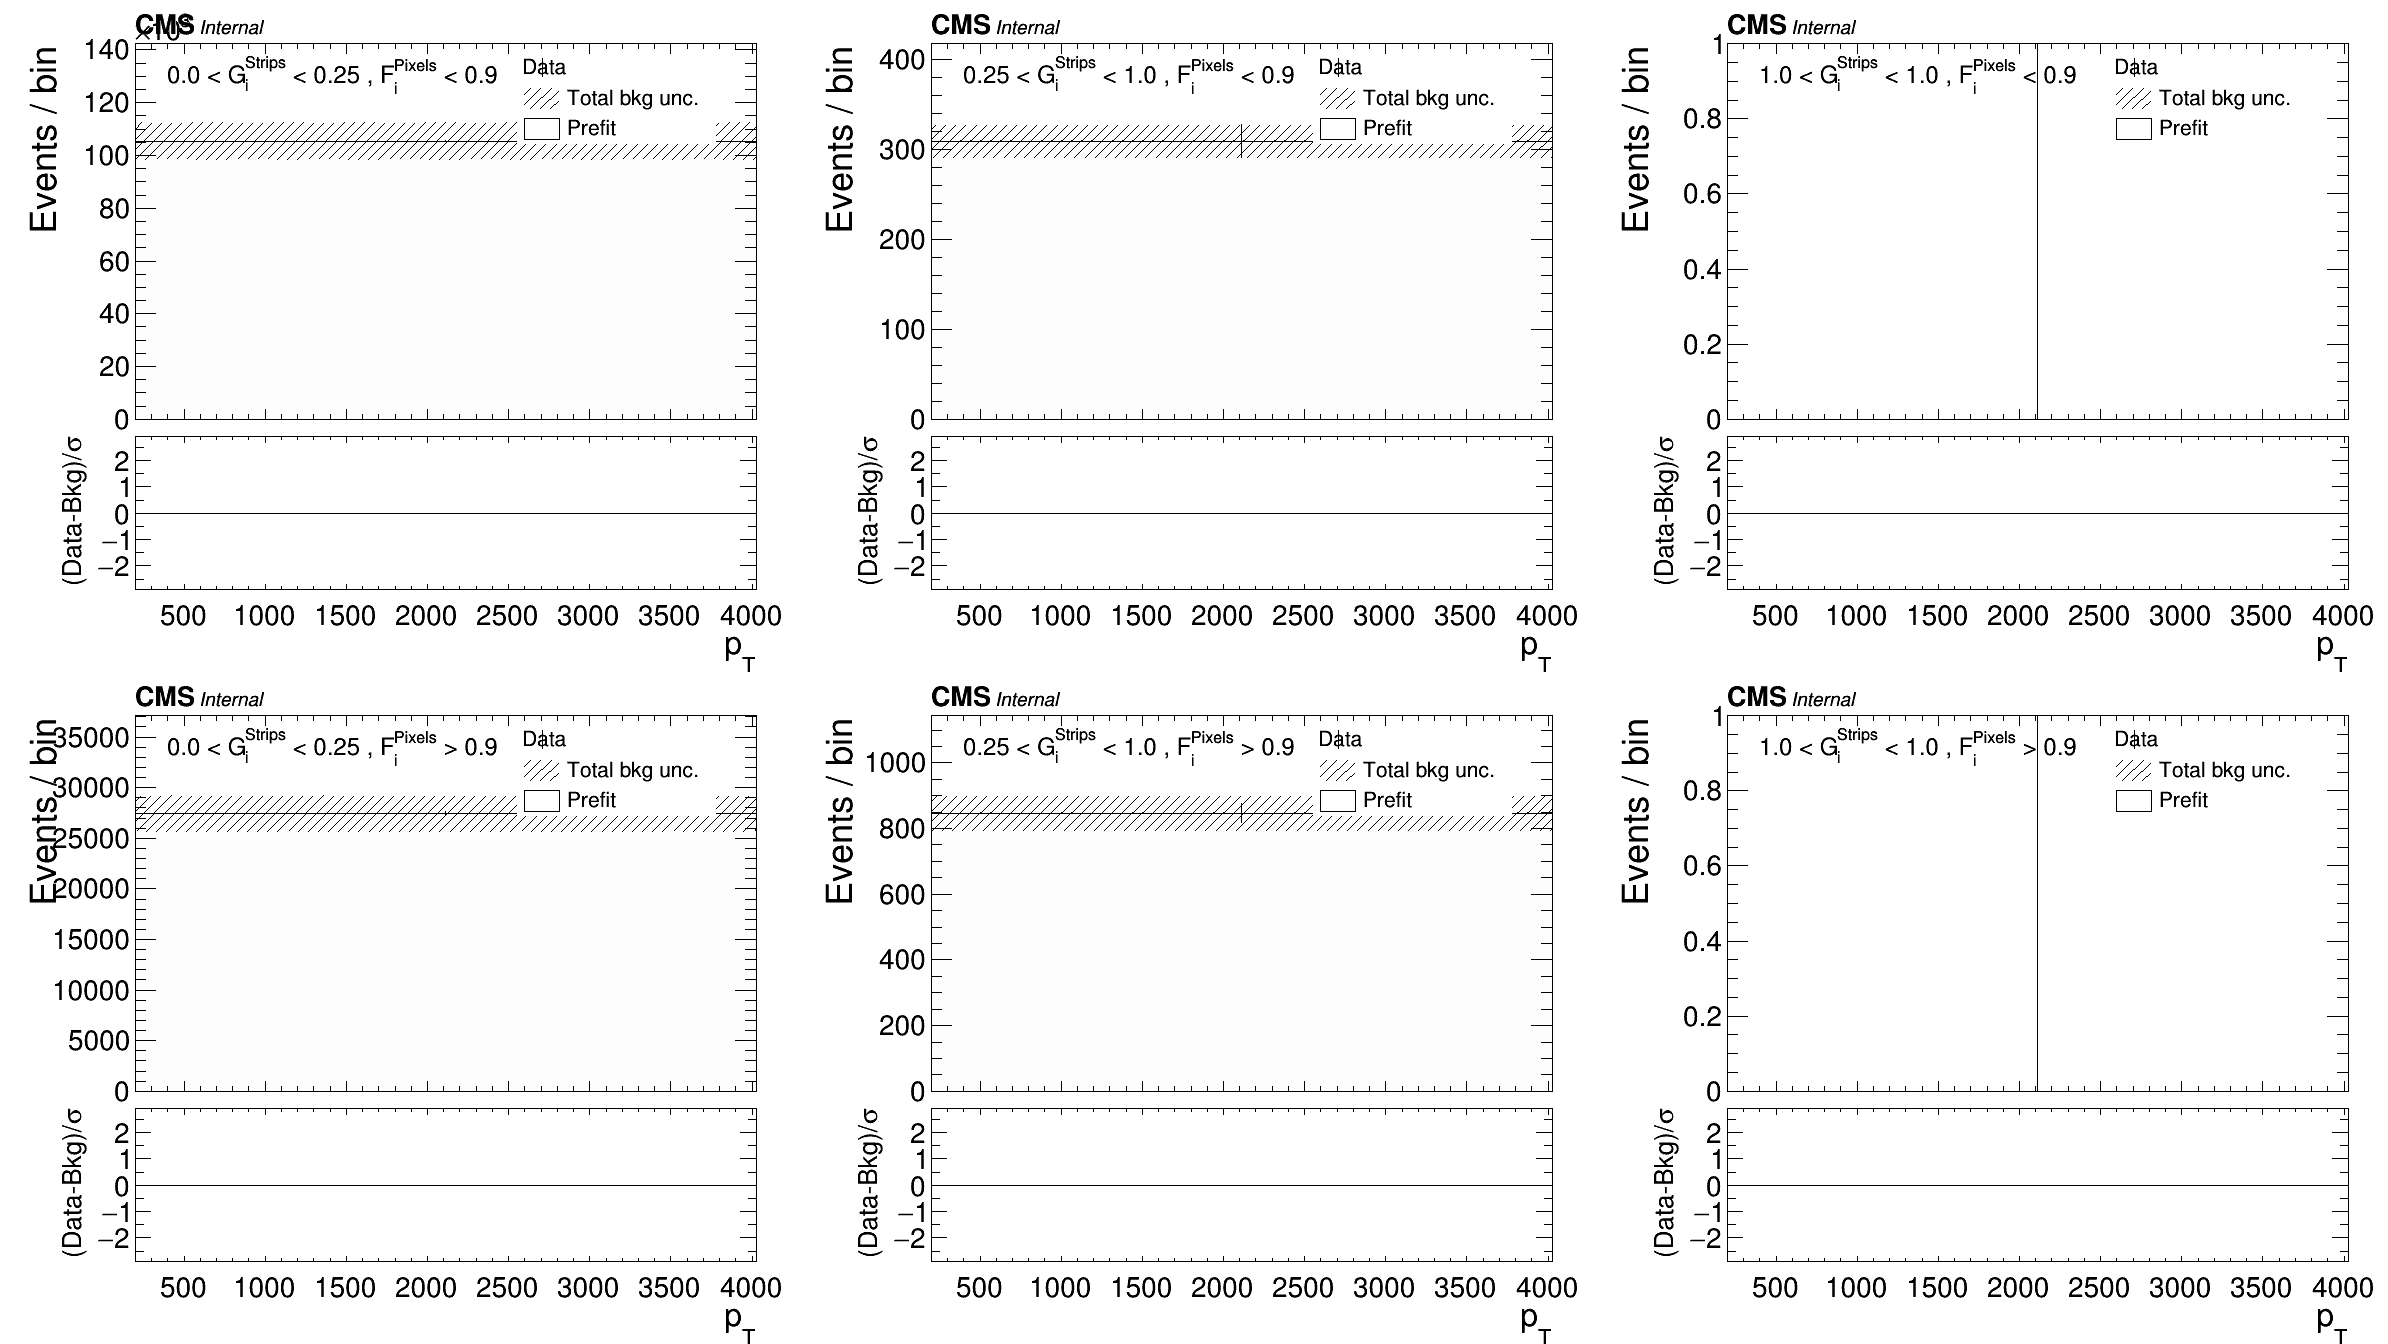 CMS Internal
×10³
Events / bin
0.0 < G_i^Strips < 0.25 , F_i^Pixels < 0.9
Data
Total bkg unc.
Prefit
140
120
100
80
60
40
20
0
(Data-Bkg)/σ
2
1
0
−1
−2
500 1000 1500 2000 2500 3000 3500 4000
p_T
CMS Internal
Events / bin
0.25 < G_i^Strips < 1.0 , F_i^Pixels < 0.9
Data
Total bkg unc.
Prefit
400
300
200
100
0
(Data-Bkg)/σ
2
1
0
−1
−2
500 1000 1500 2000 2500 3000 3500 4000
p_T
CMS Internal
Events / bin
1.0 < G_i^Strips < 1.0 , F_i^Pixels < 0.9
Data
Total bkg unc.
Prefit
1
0.8
0.6
0.4
0.2
0
(Data-Bkg)/σ
2
1
0
−1
−2
500 1000 1500 2000 2500 3000 3500 4000
p_T
CMS Internal
Events / bin
0.0 < G_i^Strips < 0.25 , F_i^Pixels > 0.9
Data
Total bkg unc.
Prefit
35000
30000
25000
20000
15000
10000
5000
0
(Data-Bkg)/σ
2
1
0
−1
−2
500 1000 1500 2000 2500 3000 3500 4000
p_T
CMS Internal
Events / bin
0.25 < G_i^Strips < 1.0 , F_i^Pixels > 0.9
Data
Total bkg unc.
Prefit
1000
800
600
400
200
0
(Data-Bkg)/σ
2
1
0
−1
−2
500 1000 1500 2000 2500 3000 3500 4000
p_T
CMS Internal
Events / bin
1.0 < G_i^Strips < 1.0 , F_i^Pixels > 0.9
Data
Total bkg unc.
Prefit
1
0.8
0.6
0.4
0.2
0
(Data-Bkg)/σ
2
1
0
−1
−2
500 1000 1500 2000 2500 3000 3500 4000
p_T